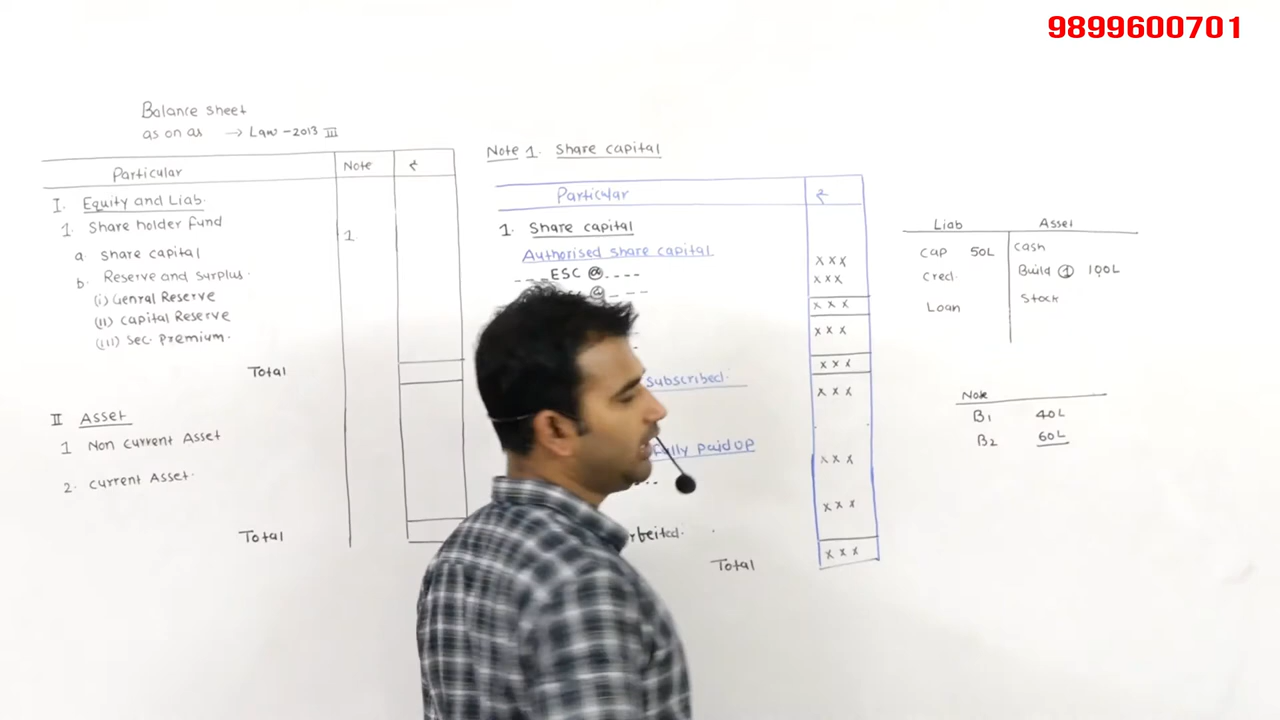 9899600701
Balance sheet
as on as → Law - 2013 III
Particular Note ₹
I. Equity and Liab.
1. Share holder fund
1
a. share capital
b. Reserve and surplus.
(i) Genral Reserve
(ii) capital Reserve
(iii) Sec. premium.
Total
II Asset
1 Non current Asset
2. current Asset.
Total
Note 1. Share capital
Particular ₹
1. Share capital
Authorised share capital xxx
---ESC @---- xxx
@--- xxx
xxx
xxx
subscribed. xxx
Fully paid up xxx
xxx
Total xxx
Liab Asset
cap 50L cash
cred. Build ① 100L
Loan Stock
Note
B1 40L
B2 60L